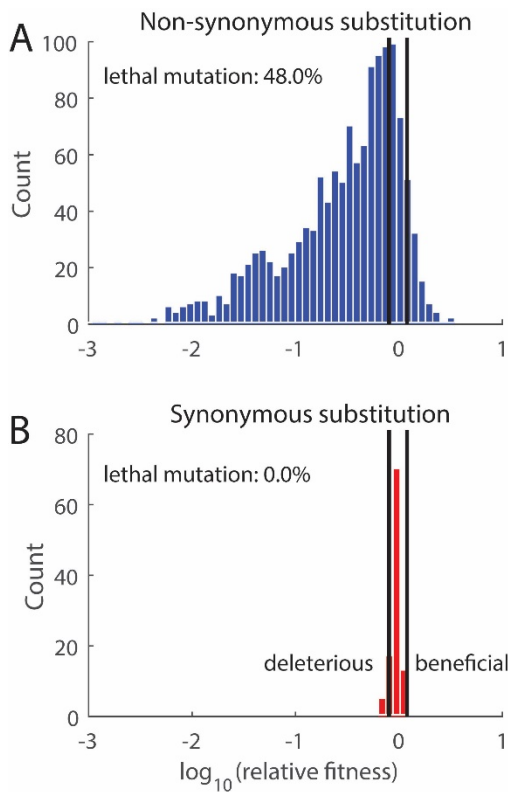 A
Non-synonymous substitution
lethal mutation: 48.0%
Count
100
80
60
40
20
0
-3 -2 -1 0 1
B
Synonymous substitution
lethal mutation: 0.0%
Count
80
60
40
20
0
deleterious beneficial
-3 -2 -1 0 1
log10(relative fitness)